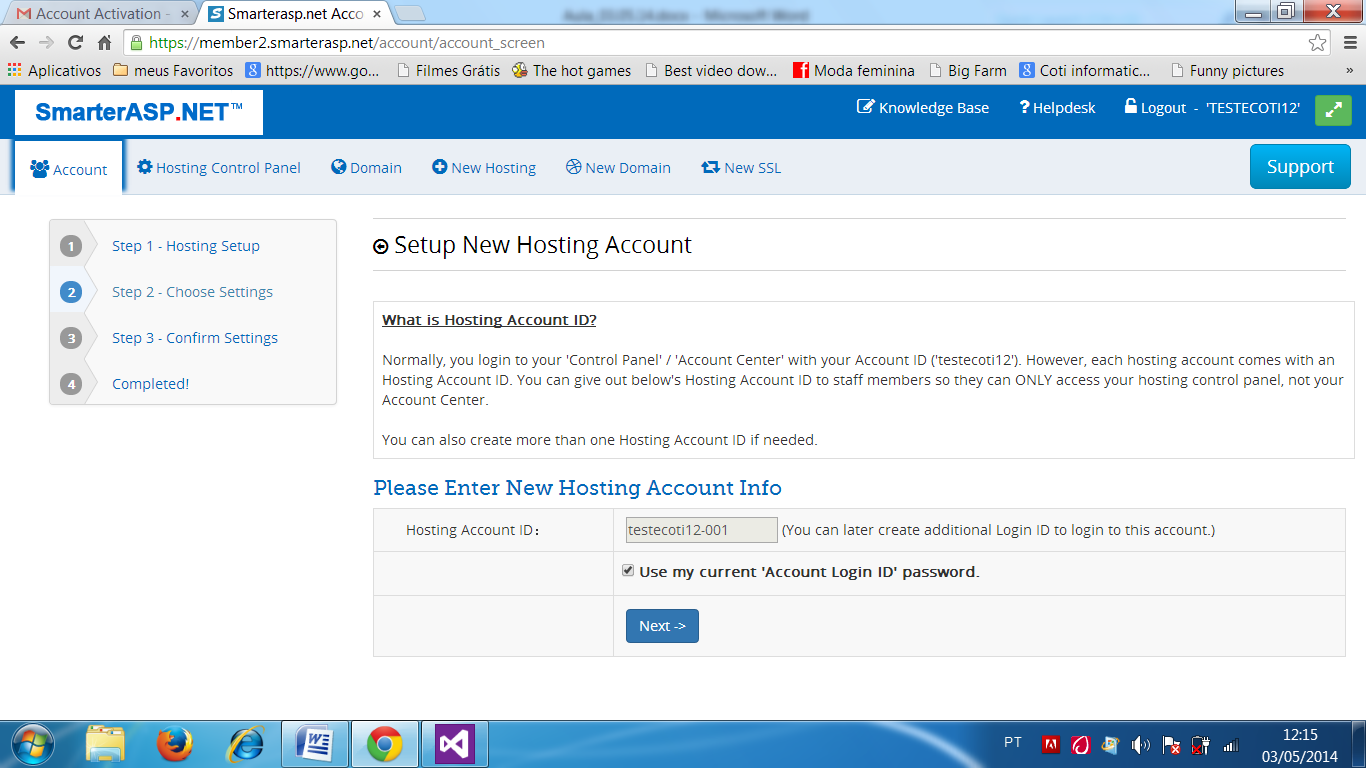 Account Activation -
Smarterasp.net Acco
Aula_03.05.14.docx - Microsoft Word
https://member2.smarterasp.net/account/account_screen
Aplicativos
meus Favoritos
https://www.go...
Filmes Grátis
The hot games
Best video dow...
Moda feminina
Big Farm
Coti informatic...
Funny pictures
»
SmarterASP.NET™
Knowledge Base
Helpdesk
Logout - 'TESTECOTI12'
Account
Hosting Control Panel
Domain
New Hosting
New Domain
New SSL
Support
1 Step 1 - Hosting Setup
2 Step 2 - Choose Settings
3 Step 3 - Confirm Settings
4 Completed!
Setup New Hosting Account
What is Hosting Account ID?
Normally, you login to your 'Control Panel' / 'Account Center' with your Account ID ('testecoti12'). However, each hosting account comes with an
Hosting Account ID. You can give out below's Hosting Account ID to staff members so they can ONLY access your hosting control panel, not your
Account Center.
You can also create more than one Hosting Account ID if needed.
Please Enter New Hosting Account Info
Hosting Account ID：
testecoti12-001 (You can later create additional Login ID to login to this account.)
Use my current 'Account Login ID' password.
Next ->
PT
12:15
03/05/2014